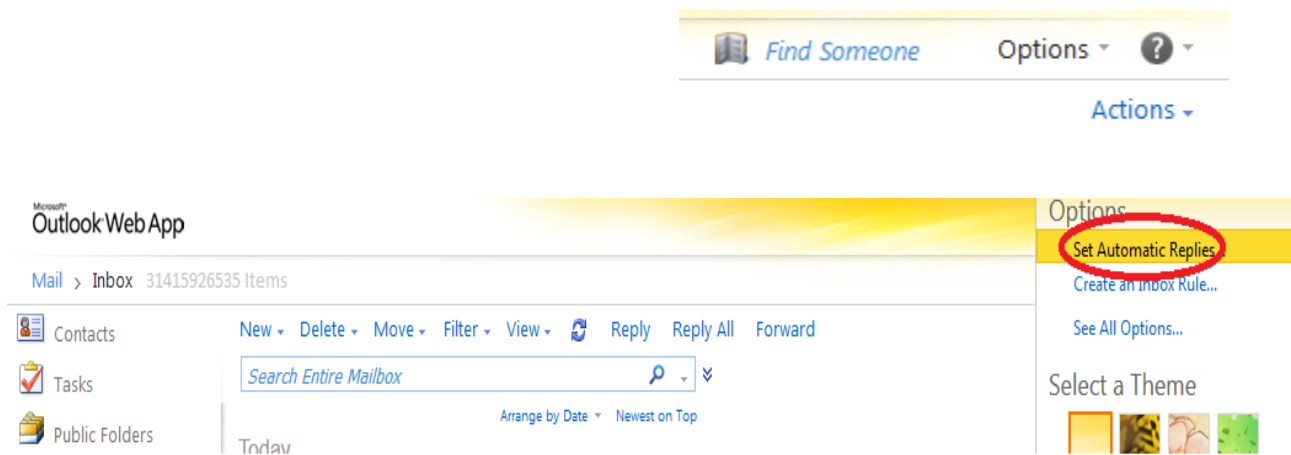 Find Someone Options ?
Actions
Microsoft®
Outlook Web App
Options
Set Automatic Replies...
Mail > Inbox 31415926535 Items
Create an Inbox Rule...
Contacts
New Delete Move Filter View Reply Reply All Forward
See All Options...
Tasks
Search Entire Mailbox
Select a Theme
Arrange by Date Newest on Top
Public Folders
Today